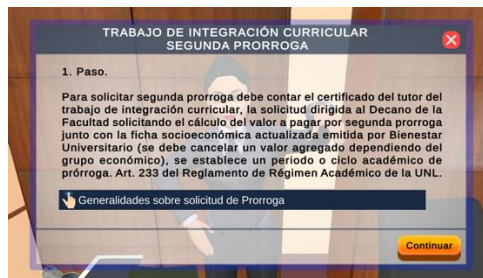 TRABAJO DE INTEGRACIÓN CURRICULAR
SEGUNDA PRORROGA
1. Paso.
Para solicitar segunda prorroga debe contar el certificado del tutor del
trabajo de integración curricular, la solicitud dirigida al Decano de la
Facultad solicitando el cálculo del valor a pagar por segunda prorroga
junto con la ficha socioeconómica actualizada emitida por Bienestar
Universitario (se debe cancelar un valor agregado dependiendo del
grupo económico), se establece un periodo o ciclo académico de
prórroga. Art. 233 del Reglamento de Régimen Académico de la UNL.
Generalidades sobre solicitud de Prorroga
Continuar